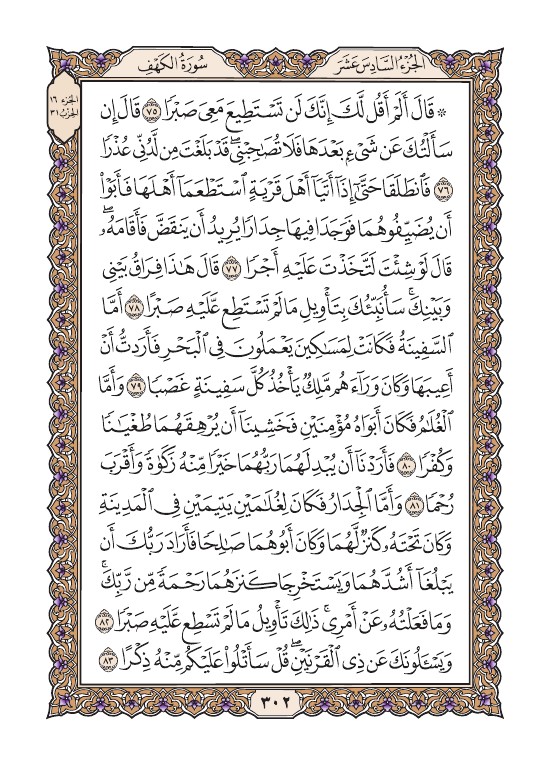 الجُزْءُ السَّادِسَ عَشَرَ
سُورَةُ الكَهْفِ
الجزء ١٦
الحزب ٣١
۞ قَالَ أَلَمْ أَقُل لَّكَ إِنَّكَ لَن تَسْتَطِيعَ مَعِىَ صَبْرًا ٧٥ قَالَ إِن
سَأَلْتُكَ عَن شَىْءٍۭ بَعْدَهَا فَلَا تُصَٰحِبْنِى ۖ قَدْ بَلَغْتَ مِن لَّدُنِّى عُذْرًا
٧٦ فَٱنطَلَقَا حَتَّىٰٓ إِذَآ أَتَيَآ أَهْلَ قَرْيَةٍ ٱسْتَطْعَمَآ أَهْلَهَا فَأَبَوْا۟
أَن يُضَيِّفُوهُمَا فَوَجَدَا فِيهَا جِدَارًا يُرِيدُ أَن يَنقَضَّ فَأَقَامَهُۥ ۖ
قَالَ لَوْ شِئْتَ لَتَّخَذْتَ عَلَيْهِ أَجْرًا ٧٧ قَالَ هَٰذَا فِرَاقُ بَيْنِى
وَبَيْنِكَ ۚ سَأُنَبِّئُكَ بِتَأْوِيلِ مَا لَمْ تَسْتَطِع عَّلَيْهِ صَبْرًا ٧٨ أَمَّا
ٱلسَّفِينَةُ فَكَانَتْ لِمَسَٰكِينَ يَعْمَلُونَ فِى ٱلْبَحْرِ فَأَرَدتُّ أَنْ
أَعِيبَهَا وَكَانَ وَرَآءَهُم مَّلِكٌ يَأْخُذُ كُلَّ سَفِينَةٍ غَصْبًا ٧٩ وَأَمَّا
ٱلْغُلَٰمُ فَكَانَ أَبَوَاهُ مُؤْمِنَيْنِ فَخَشِينَآ أَن يُرْهِقَهُمَا طُغْيَٰنًا
وَكُفْرًا ٨٠ فَأَرَدْنَآ أَن يُبْدِلَهُمَا رَبُّهُمَا خَيْرًا مِّنْهُ زَكَوٰةً وَأَقْرَبَ
رُحْمًا ٨١ وَأَمَّا ٱلْجِدَارُ فَكَانَ لِغُلَٰمَيْنِ يَتِيمَيْنِ فِى ٱلْمَدِينَةِ
وَكَانَ تَحْتَهُۥ كَنزٌ لَّهُمَا وَكَانَ أَبُوهُمَا صَٰلِحًا فَأَرَادَ رَبُّكَ أَن
يَبْلُغَآ أَشُدَّهُمَا وَيَسْتَخْرِجَا كَنزَهُمَا رَحْمَةً مِّن رَّبِّكَ ۚ
وَمَا فَعَلْتُهُۥ عَنْ أَمْرِى ۚ ذَٰلِكَ تَأْوِيلُ مَا لَمْ تَسْطِع عَّلَيْهِ صَبْرًا ٨٢
وَيَسْـَٔلُونَكَ عَن ذِى ٱلْقَرْنَيْنِ ۖ قُلْ سَأَتْلُوا۟ عَلَيْكُم مِّنْهُ ذِكْرًا ٨٣
٣٠٢